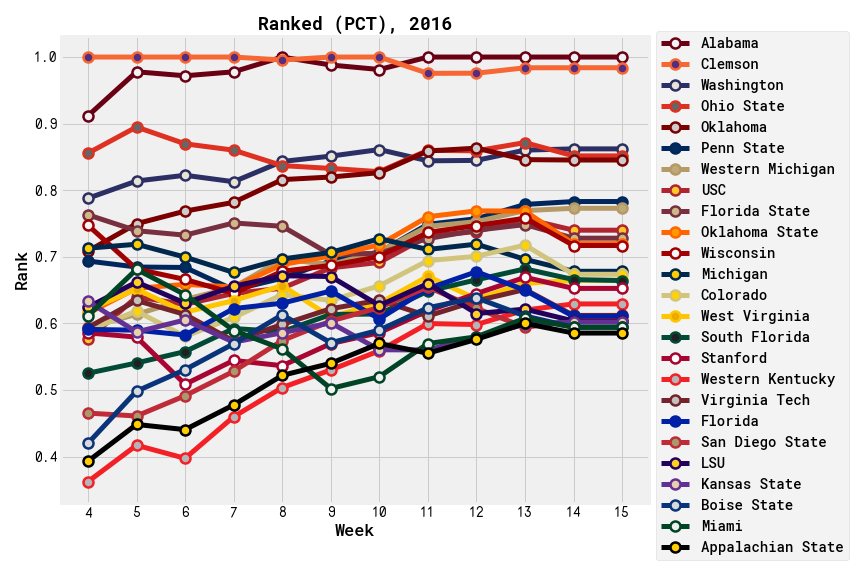 Ranked (PCT), 2016
1.0
0.9
0.8
0.7
0.6
0.5
0.4
Rank
4 5 6 7 8 9 10 11 12 13 14 15
Week
Alabama
Clemson
Washington
Ohio State
Oklahoma
Penn State
Western Michigan
USC
Florida State
Oklahoma State
Wisconsin
Michigan
Colorado
West Virginia
South Florida
Stanford
Western Kentucky
Virginia Tech
Florida
San Diego State
LSU
Kansas State
Boise State
Miami
Appalachian State